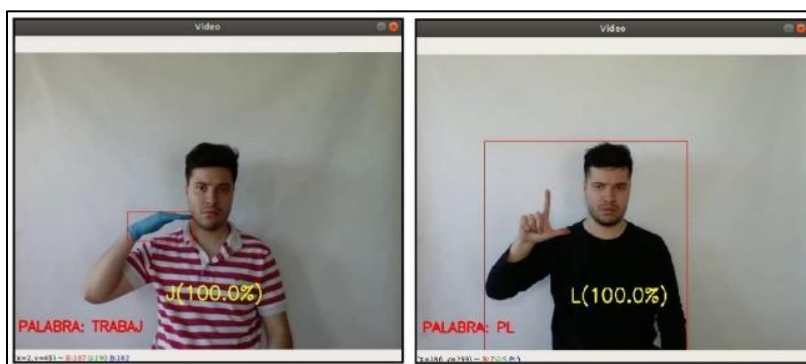 Video
J(100.0%)
PALABRA: TRABAJ
Video
L(100.0%)
PALABRA: PL